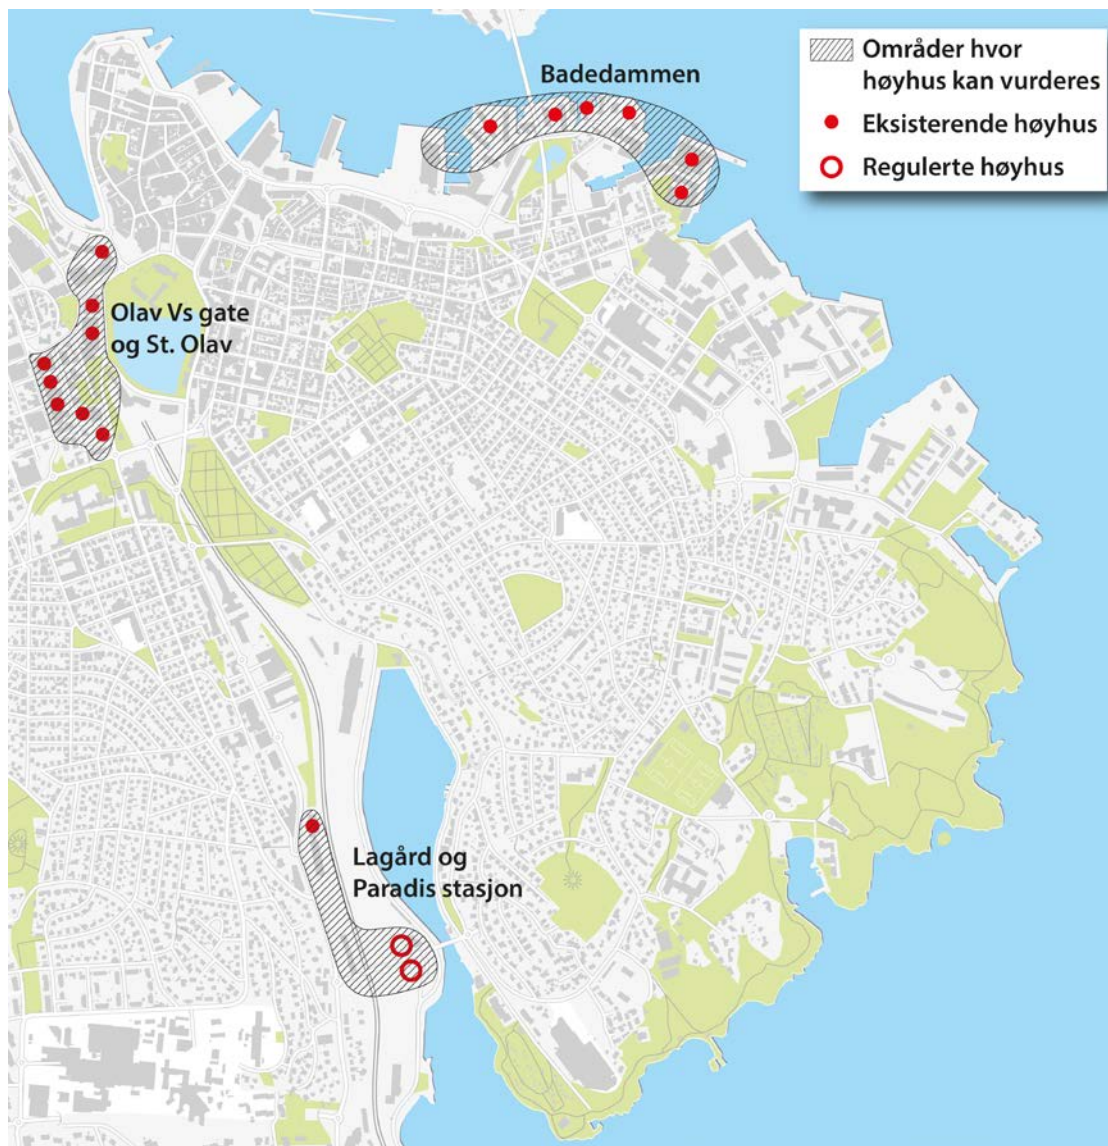 Badedammen
Områder hvor
høyhus kan vurderes
Eksisterende høyhus
Regulerte høyhus
Olav Vs gate
og St. Olav
Lagård og
Paradis stasjon